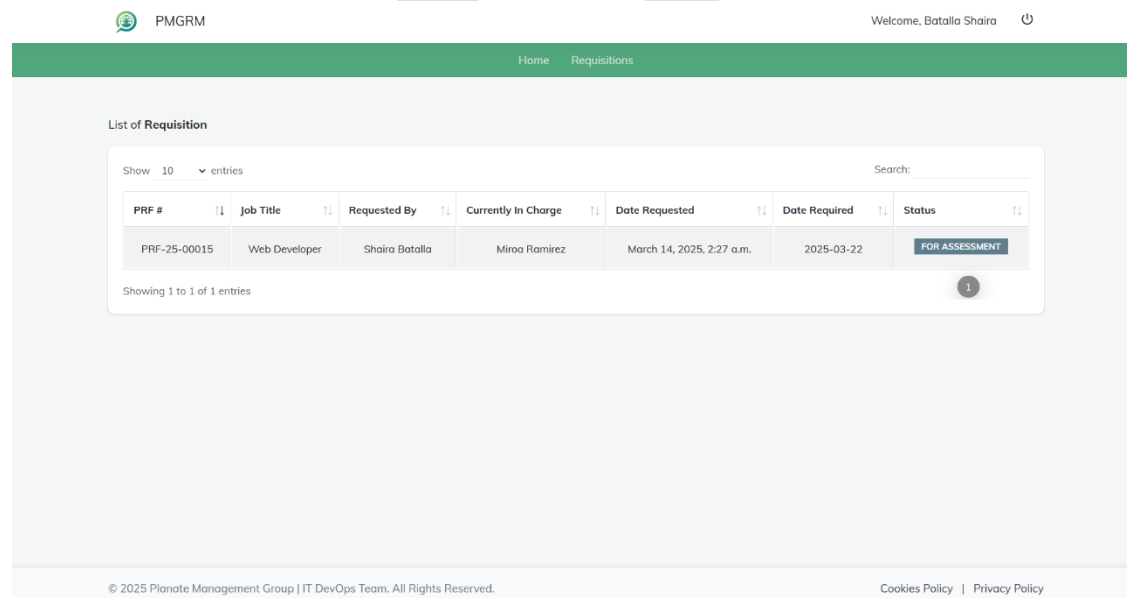 PMGRM
Welcome, Batalla Shaira
Home Requisitions
List of Requisition
Show 10 entries
Search:
PRF # Job Title Requested By Currently In Charge Date Requested Date Required Status
PRF-25-00015 Web Developer Shaira Batalla Miroa Ramirez March 14, 2025, 2:27 a.m. 2025-03-22 FOR ASSESSMENT
Showing 1 to 1 of 1 entries
1
© 2025 Planate Management Group | IT DevOps Team. All Rights Reserved.
Cookies Policy | Privacy Policy